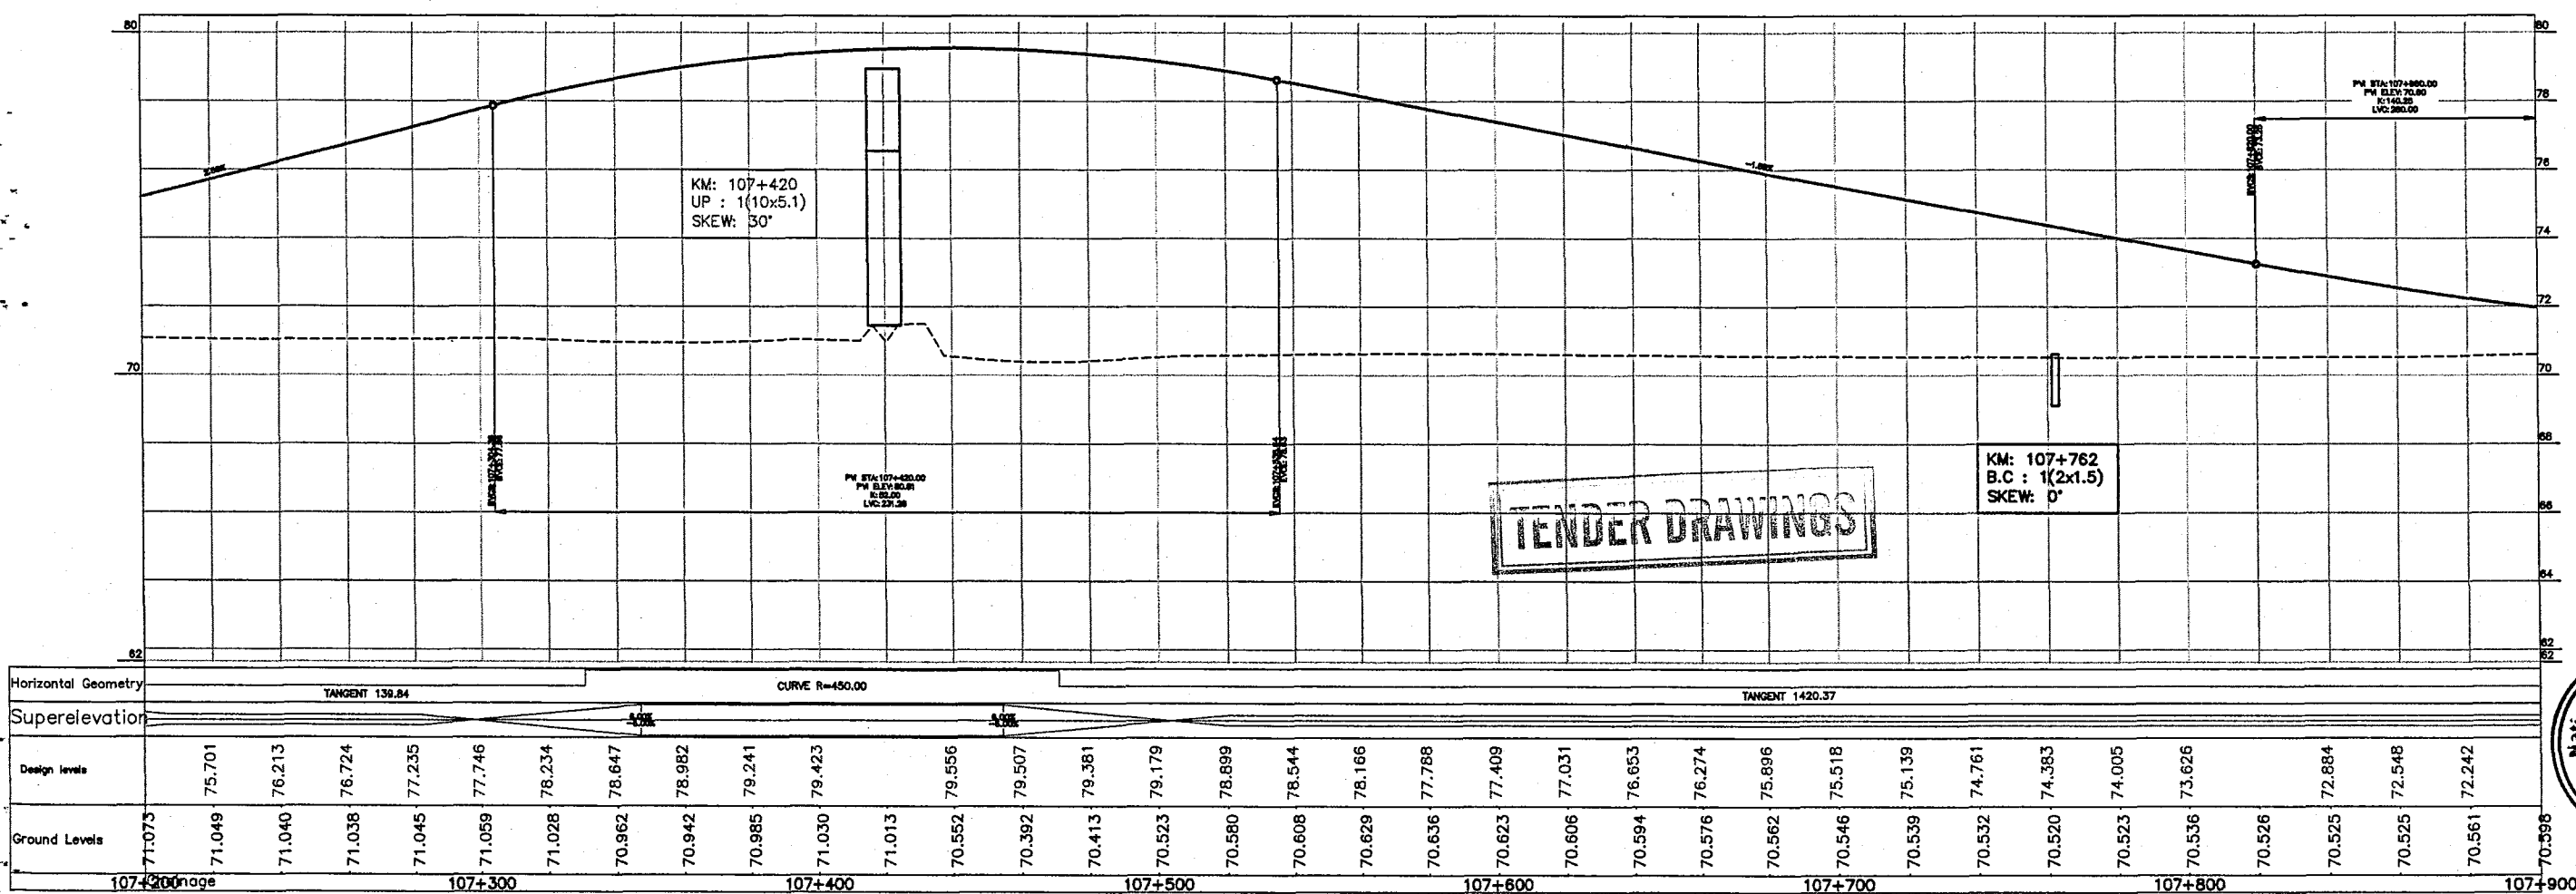 80
80
78
76
74
72
70
70
68
66
64
62
62
62
PVI STA:107+960.00
PVI ELEV:70.60
K:140.25
LVC:280.00
KM: 107+420
UP : 1(10x5.1)
SKEW: 30°
PVI STA:107+420.00
PVI ELEV:80.81
K:52.00
LVC:231.26
KM: 107+762
B.C : 1(2x1.5)
SKEW: 0°
TENDER DRAWINGS
Horizontal Geometry
TANGENT 139.84
CURVE R=450.00
TANGENT 1420.37
Superelevation
Design levels
75.701 76.213 76.724 77.235 77.746 78.234 78.647 78.982 79.241 79.423 79.556 79.507 79.381 79.179 78.899 78.544 78.166 77.788 77.409 77.031 76.653 76.274 75.896 75.518 75.139 74.761 74.383 74.005 73.626 72.884 72.548 72.242
Ground Levels
71.073 71.049 71.040 71.038 71.045 71.059 71.028 70.962 70.942 70.985 71.030 71.013 70.552 70.392 70.413 70.523 70.580 70.608 70.629 70.636 70.623 70.606 70.594 70.576 70.562 70.546 70.539 70.532 70.520 70.523 70.536 70.526 70.525 70.525 70.561 70.598
107+200 107+300 107+400 107+500 107+600 107+700 107+800 107+900